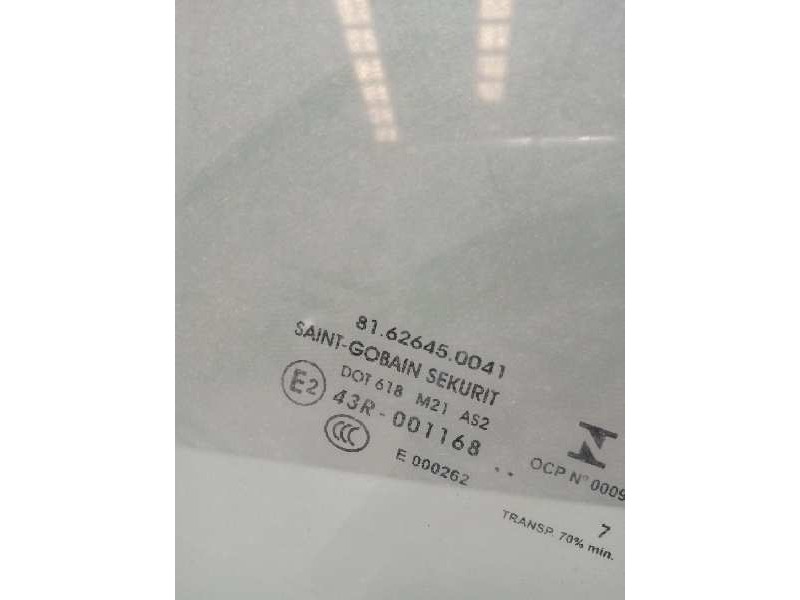 81.62645.0041
SAINT-GOBAIN SEKURIT
DOT 618 M21 AS2
E2
43R-001168
CCC
E 000262 ..
OCP N° 0009
7
TRANSP. 70% min.